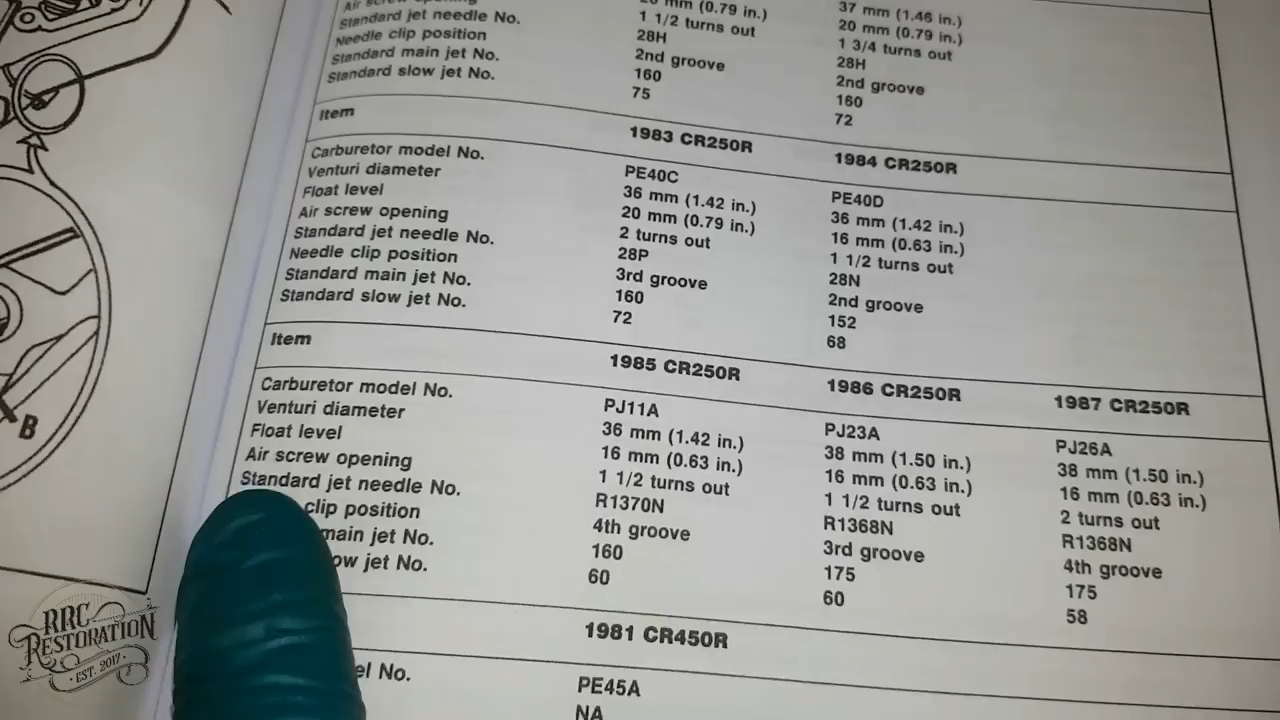 Air screw opening 20 mm (0.79 in.) 37 mm (1.46 in.)
Standard jet needle No. 1 1/2 turns out 20 mm (0.79 in.)
Needle clip position 28H 1 3/4 turns out
Standard main jet No. 2nd groove 28H
Standard slow jet No. 160 2nd groove
75 160
72
Item 1983 CR250R 1984 CR250R
Carburetor model No. PE40C PE40D
Venturi diameter 36 mm (1.42 in.) 36 mm (1.42 in.)
Float level 20 mm (0.79 in.) 16 mm (0.63 in.)
Air screw opening 2 turns out 1 1/2 turns out
Standard jet needle No. 28P 28N
Needle clip position 3rd groove 2nd groove
Standard main jet No. 160 152
Standard slow jet No. 72 68
Item 1985 CR250R 1986 CR250R 1987 CR250R
Carburetor model No. PJ11A PJ23A PJ26A
Venturi diameter 36 mm (1.42 in.) 38 mm (1.50 in.) 38 mm (1.50 in.)
Float level 16 mm (0.63 in.) 16 mm (0.63 in.) 16 mm (0.63 in.)
Air screw opening 1 1/2 turns out 1 1/2 turns out 2 turns out
Standard jet needle No. R1370N R1368N R1368N
clip position 4th groove 3rd groove 4th groove
main jet No. 160 175 175
ow jet No. 60 60 58
1981 CR450R
el No. PE45A
NA
B
RRC
RESTORATION
EST. 2017